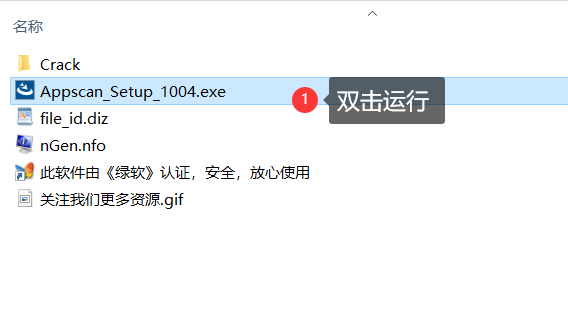 名称
Crack
Appscan_Setup_1004.exe
1 双击运行
file_id.diz
nGen.nfo
此软件由《绿软》认证，安全，放心使用
关注我们更多资源.gif